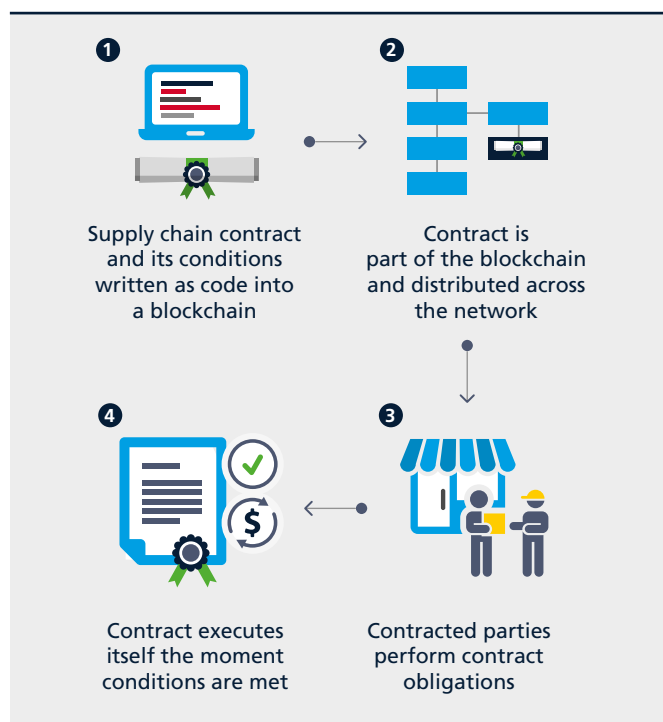 1
Supply chain contract
and its conditions
written as code into
a blockchain
2
Contract is
part of the blockchain
and distributed across
the network
3
Contracted parties
perform contract
obligations
4
$
Contract executes
itself the moment
conditions are met